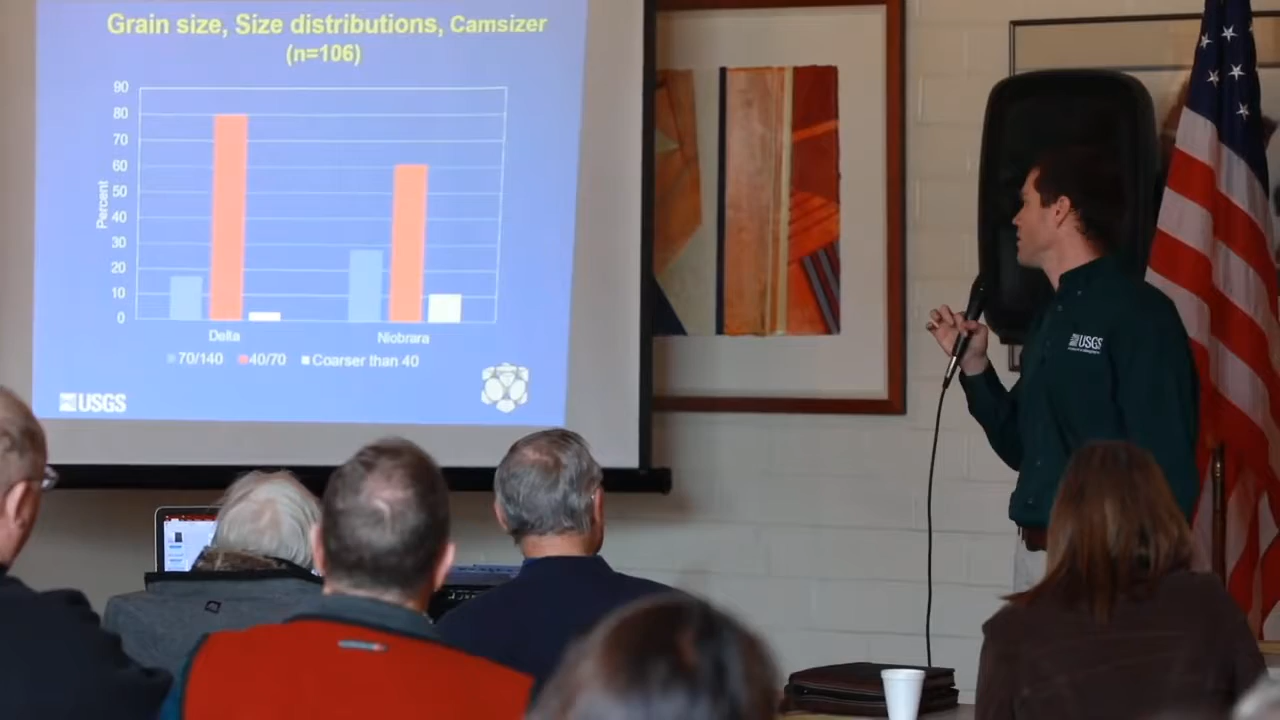 Grain size, Size distributions, Camsizer
(n=106)
90
80
70
60
50
40
30
20
10
0
Percent
Delta
Niobrara
70/140 40/70 Coarser than 40
USGS
USGS